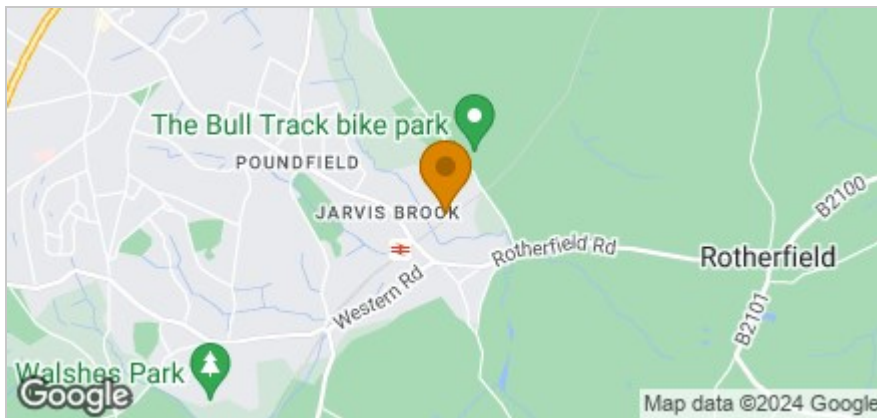 The Bull Track bike park
POUNDFIELD
JARVIS BROOK
B2100
Rotherfield Rd
Rotherfield
Western Rd
B2101
Walshes Park
Google
Map data ©2024 Google